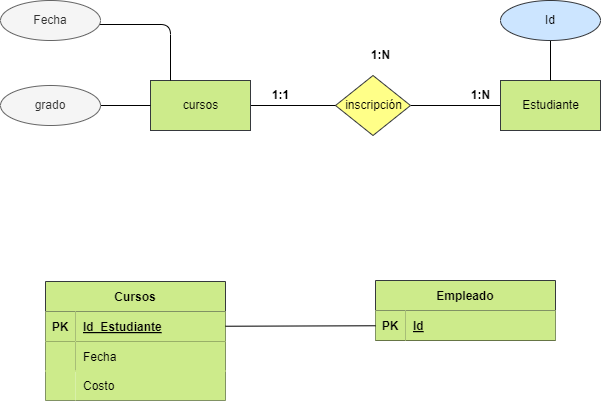 Fecha
Id
1:N
grado
cursos
1:1
inscripción
1:N
Estudiante
Cursos
PK Id_Estudiante
Fecha
Costo
Empleado
PK Id